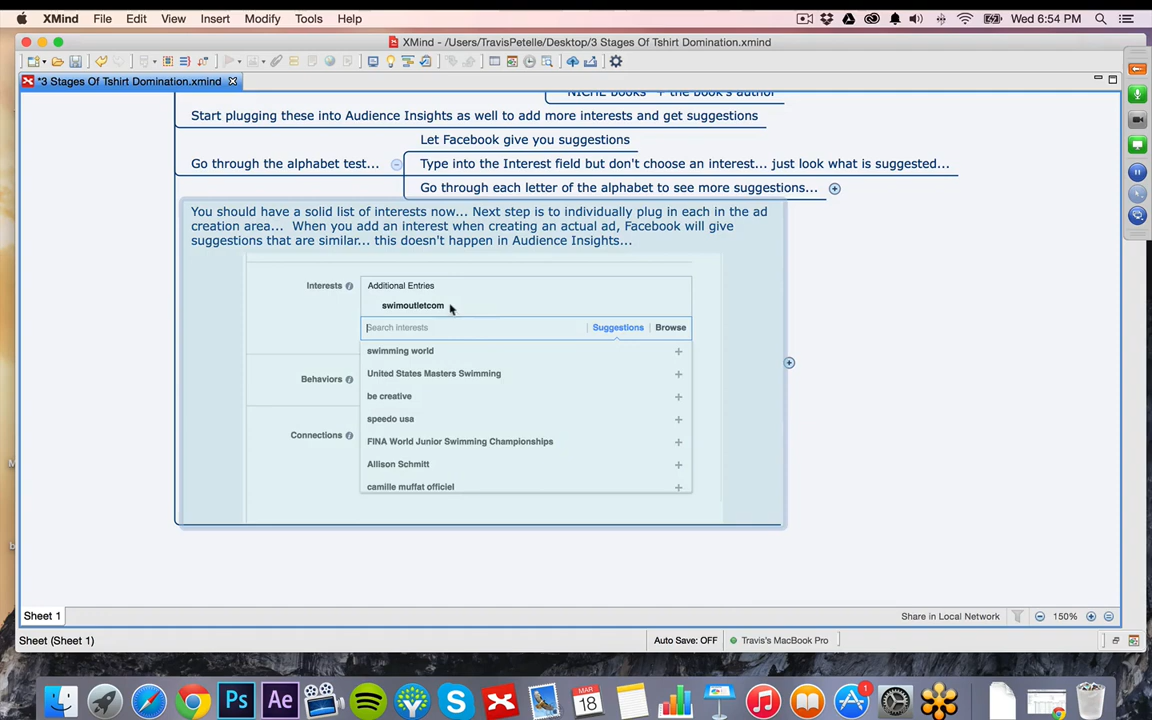 XMind File Edit View Insert Modify Tools Help Wed 6:54 PM
XMind - /Users/TravisPetelle/Desktop/3 Stages Of Tshirt Domination.xmind
*3 Stages Of Tshirt Domination.xmind
NICHE books + the book's author
Start plugging these into Audience Insights as well to add more interests and get suggestions
Let Facebook give you suggestions
Go through the alphabet test...
Type into the Interest field but don't choose an interest... just look what is suggested...
Go through each letter of the alphabet to see more suggestions...
You should have a solid list of interests now... Next step is to individually plug in each in the ad
creation area... When you add an interest when creating an actual ad, Facebook will give
suggestions that are similar... this doesn't happen in Audience Insights...
Interests Additional Entries
swimoutletcom
Search interests Suggestions Browse
swimming world
United States Masters Swimming
Behaviors
be creative
speedo usa
Connections
FINA World Junior Swimming Championships
Allison Schmitt
camille muffat officiel
Sheet 1
Share in Local Network 150%
Sheet (Sheet 1)
Auto Save: OFF Travis's MacBook Pro
Ps Ae MAR 18 1